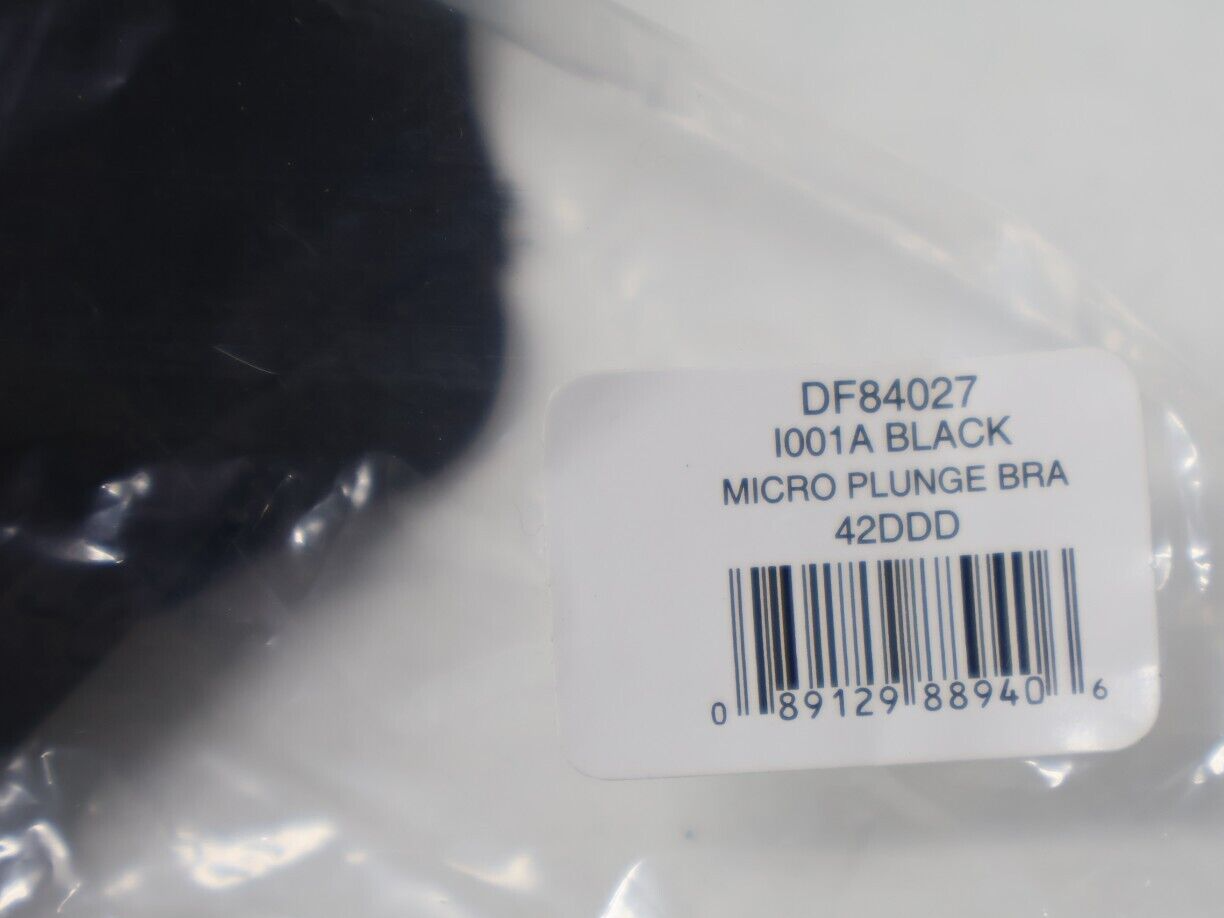 DF84027
I001A BLACK
MICRO PLUNGE BRA
42DDD
0 89129 88940 6